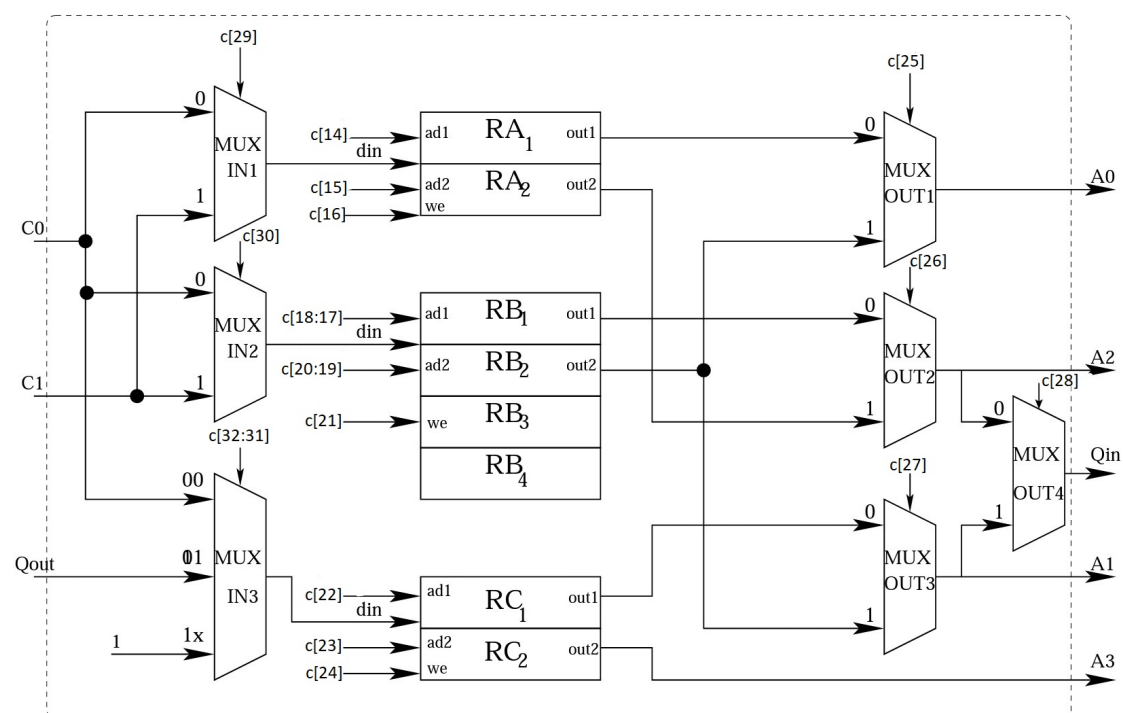 c[29]
c[25]
0
MUX
IN1
1
c[14]
din
c[15]
c[16]
ad1
RA1
out1
ad2
RA2
out2
we
0
MUX
OUT1
1
A0
C0
c[30]
c[26]
0
MUX
IN2
1
c[18:17]
din
c[20:19]
c[21]
ad1
RB1
out1
ad2
RB2
out2
we
RB3
RB4
0
MUX
OUT2
1
A2
C1
c[28]
0
MUX
OUT4
1
Qin
c[32:31]
c[27]
00
01
MUX
IN3
1x
Qout
1
c[22]
din
c[23]
c[24]
ad1
RC1
out1
ad2
RC2
out2
we
0
MUX
OUT3
1
A1
A3